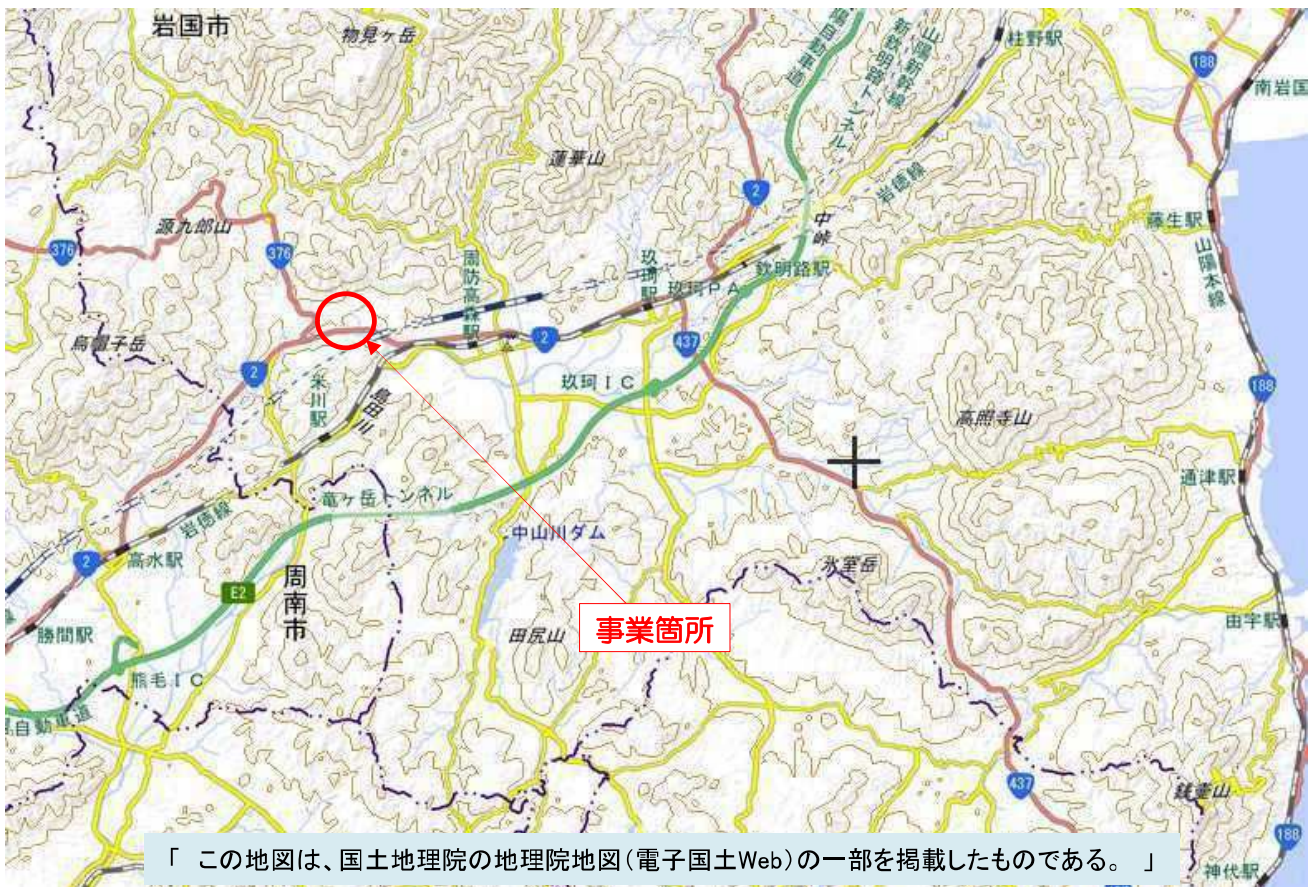 岩国市
物見ヶ岳
陽自動車道
山陽新幹線
新欽明路トンネル
柱野駅
188
南岩国
蓮華山
2
岩徳線
中峠
藤生駅
山陽本線
源九郎山
376
376
周防高森駅
玖珂駅
欽明路駅
玖珂PA
烏帽子岳
2
2
437
188
米川駅
島田川
玖珂IC
高照寺山
通津駅
竜ヶ岳トンネル
岩徳線
中山川ダム
2
高水駅
氷室岳
E2
周南市
事業箇所
勝間駅
田尻山
由宇駅
熊毛IC
自動車道
437
銭壷山
188
神代駅
「 この地図は、国土地理院の地理院地図(電子国土Web)の一部を掲載したものである。 」